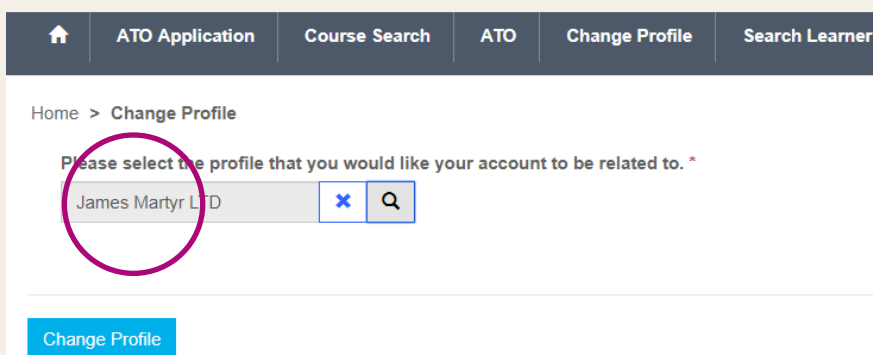 ATO Application Course Search ATO Change Profile Search Learner
Home > Change Profile
Please select the profile that you would like your account to be related to. *
James Martyr LTD
Change Profile